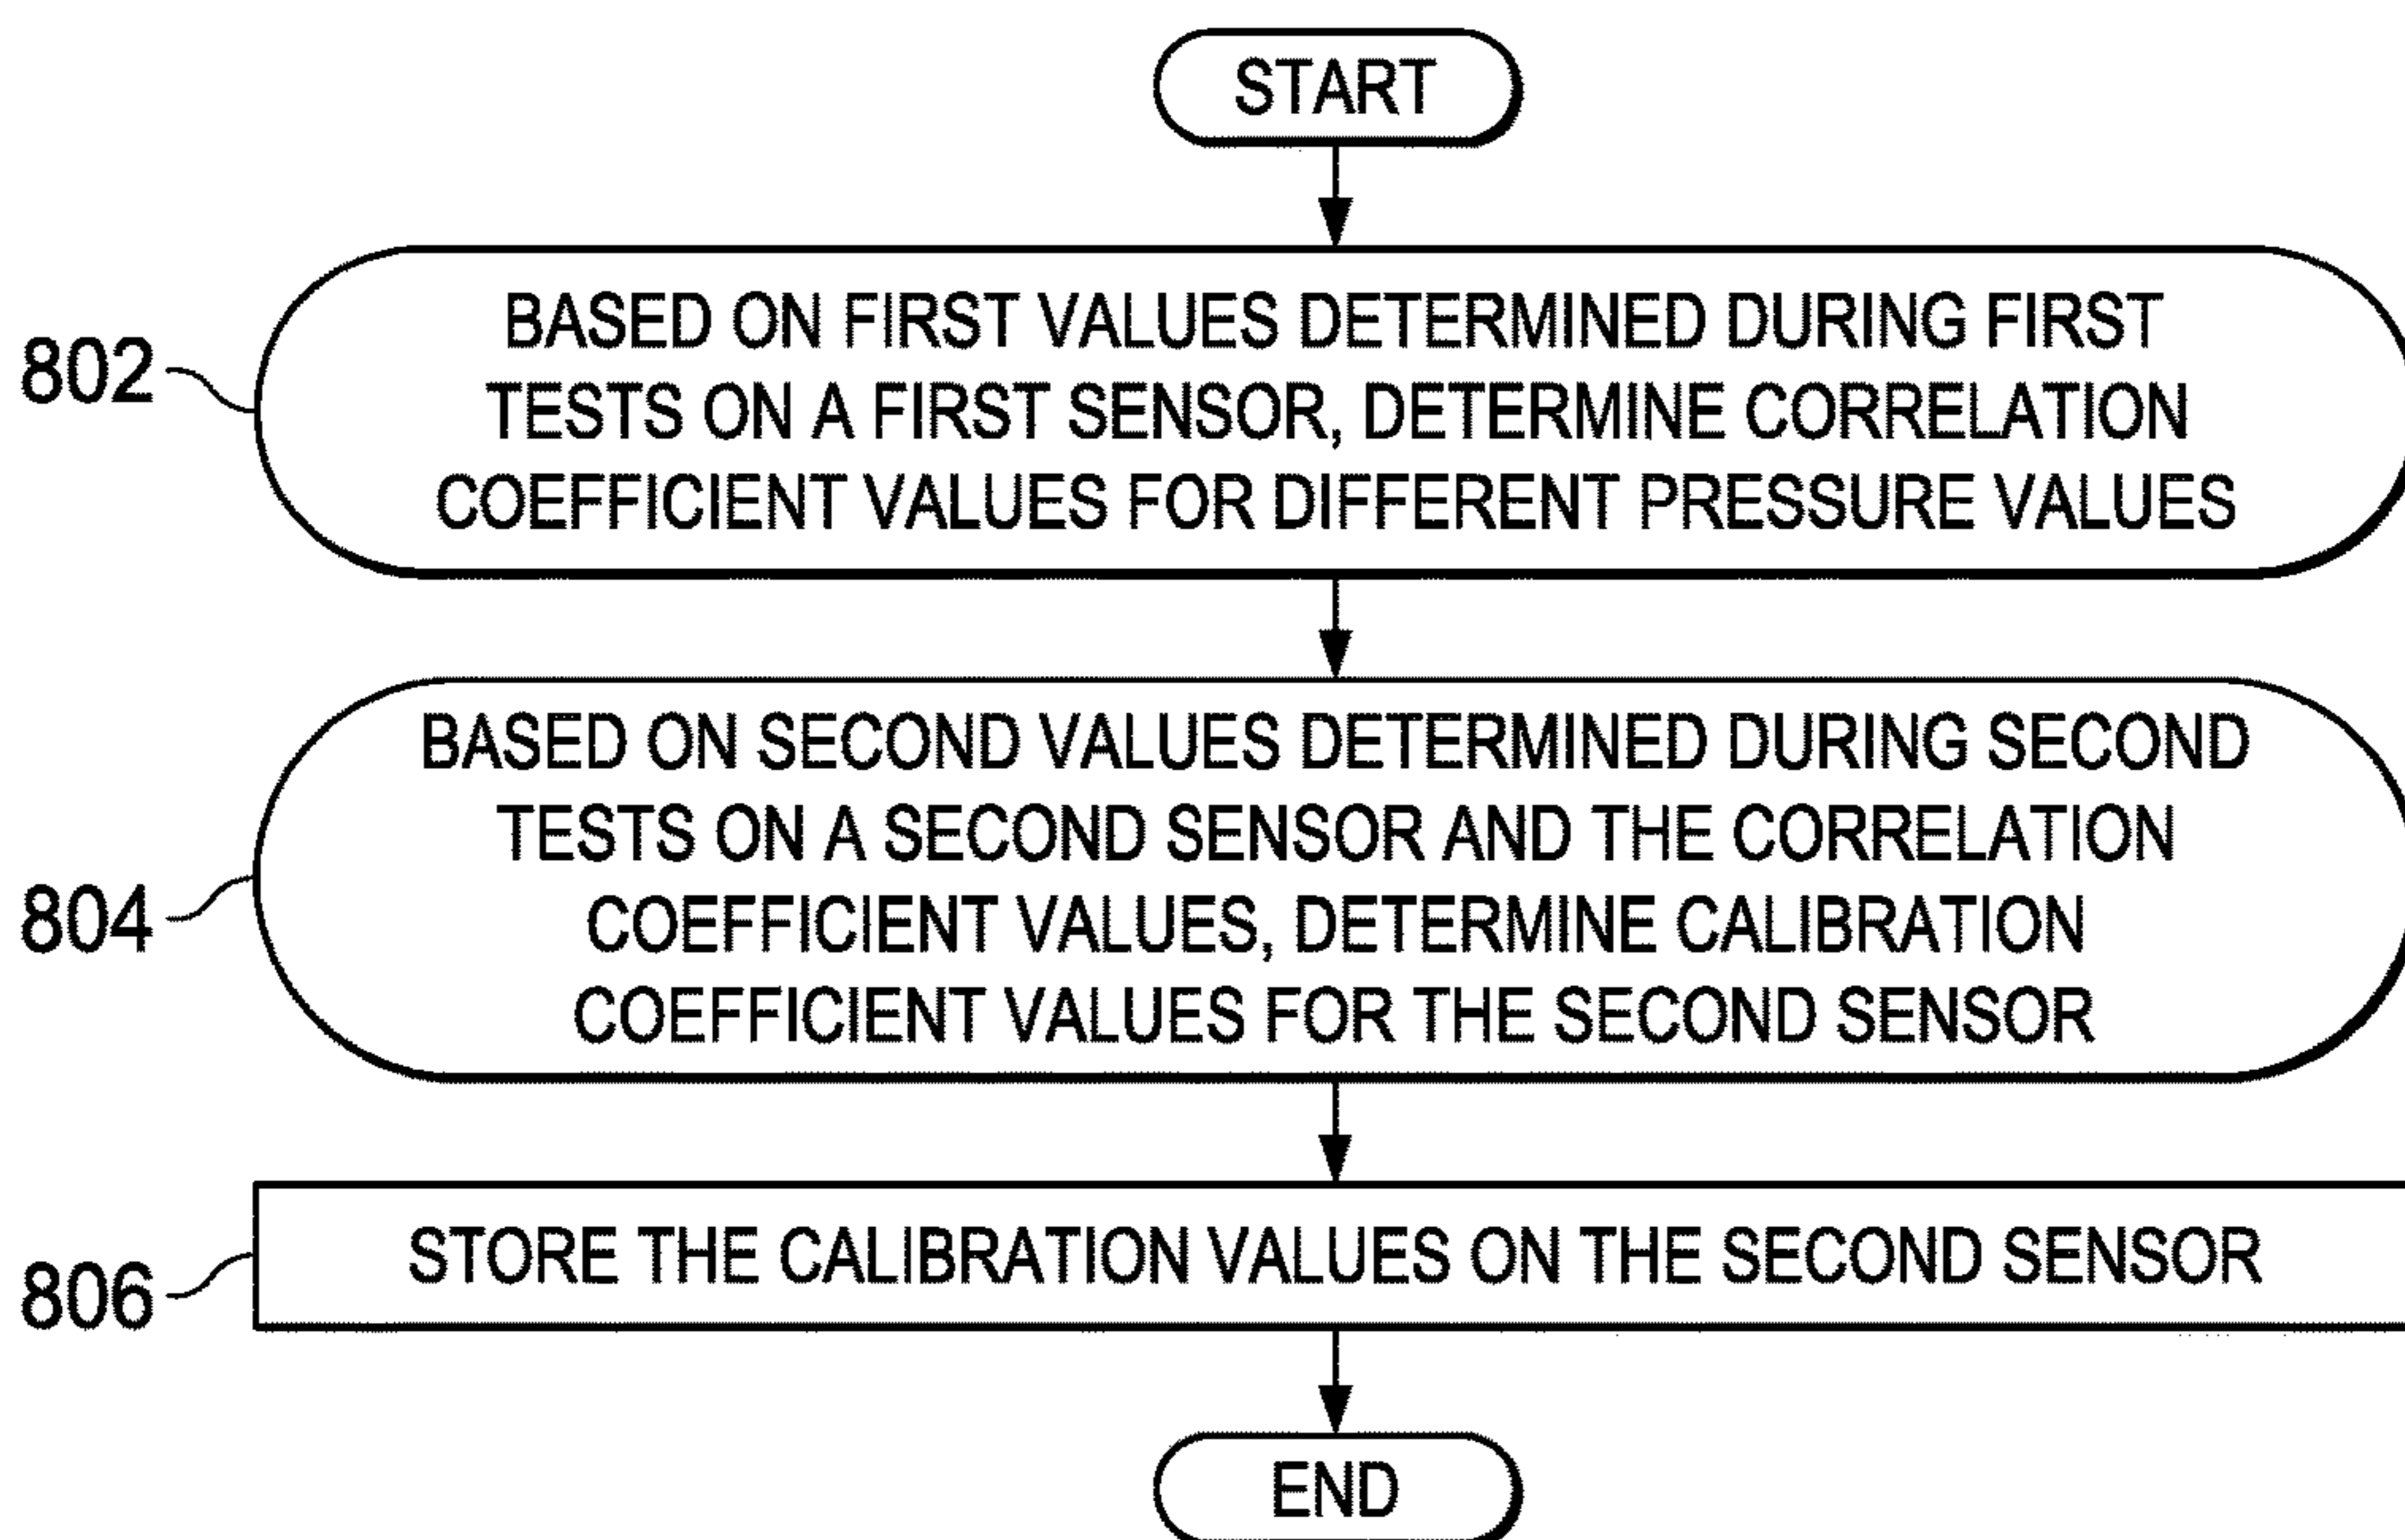 START
802
BASED ON FIRST VALUES DETERMINED DURING FIRST
TESTS ON A FIRST SENSOR, DETERMINE CORRELATION
COEFFICIENT VALUES FOR DIFFERENT PRESSURE VALUES
804
BASED ON SECOND VALUES DETERMINED DURING SECOND
TESTS ON A SECOND SENSOR AND THE CORRELATION
COEFFICIENT VALUES, DETERMINE CALIBRATION
COEFFICIENT VALUES FOR THE SECOND SENSOR
806
STORE THE CALIBRATION VALUES ON THE SECOND SENSOR
END